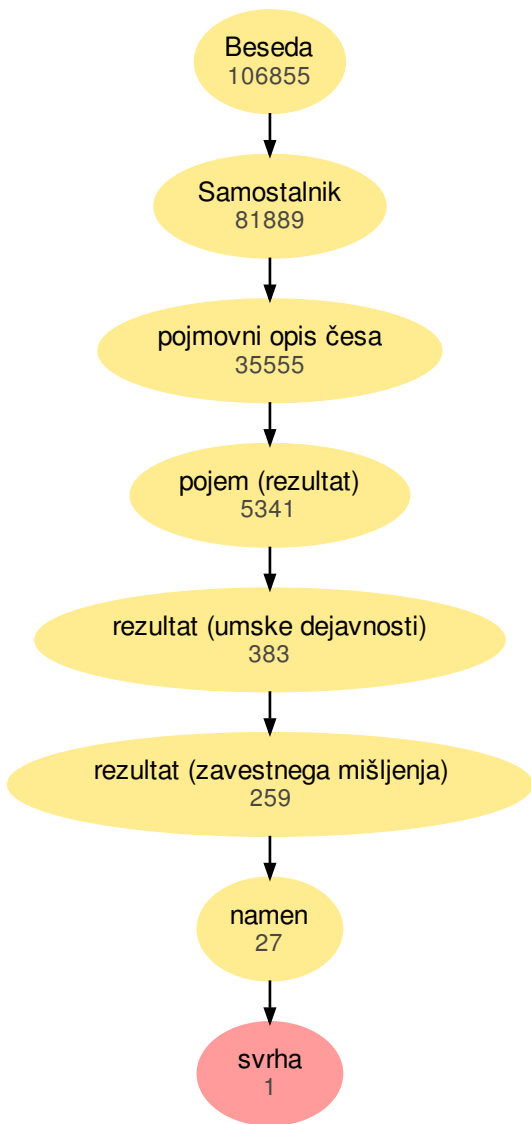 Beseda
106855
Samostalnik
81889
pojmovni opis česa
35555
pojem (rezultat)
5341
rezultat (umske dejavnosti)
383
rezultat (zavestnega mišljenja)
259
namen
27
svrha
1